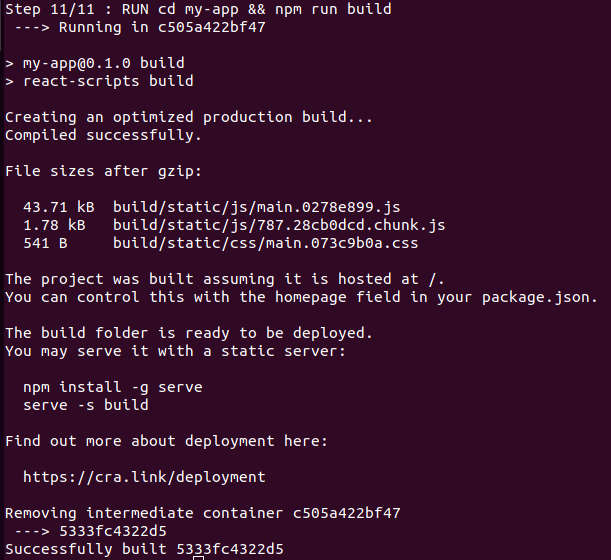 Step 11/11 : RUN cd my-app && npm run build
 ---> Running in c505a422bf47
> my-app@0.1.0 build
> react-scripts build
Creating an optimized production build...
Compiled successfully.
File sizes after gzip:
  43.71 kB  build/static/js/main.0278e899.js
  1.78 kB   build/static/js/787.28cb0dcd.chunk.js
  541 B     build/static/css/main.073c9b0a.css
The project was built assuming it is hosted at /.
You can control this with the homepage field in your package.json.
The build folder is ready to be deployed.
You may serve it with a static server:
  npm install -g serve
  serve -s build
Find out more about deployment here:
  https://cra.link/deployment
Removing intermediate container c505a422bf47
 ---> 5333fc4322d5
Successfully built 5333fc4322d5